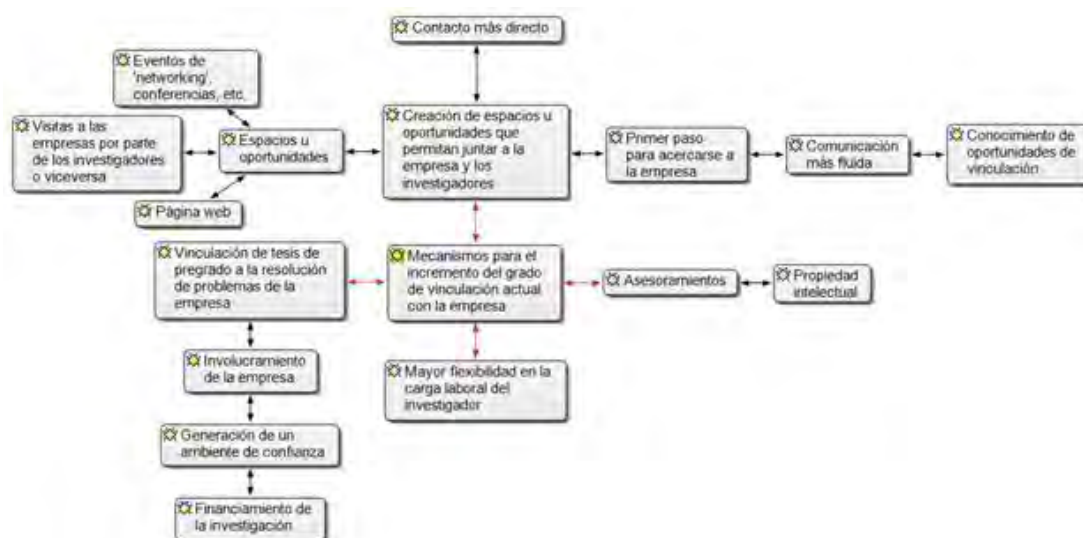 Contacto más directo
Eventos de
'networking',
conferencias, etc.
Visitas a las
empresas por parte
de los investigadores
o viceversa
Espacios u
oportunidades
Página web
Creación de espacios u
oportunidades que
permitan juntar a la
empresa y los
investigadores
Primer paso
para acercarse a
la empresa
Comunicación
más fluida
Conocimiento de
oportunidades de
vinculación
Vinculación de tesis de
pregrado a la resolución
de problemas de la
empresa
Mecanismos para el
incremento del grado
de vinculación actual
con la empresa
Asesoramientos
Propiedad
intelectual
Involucramiento
de la empresa
Mayor flexibilidad en la
carga laboral del
investigador
Generación de un
ambiente de confianza
Financiamiento de
la investigación